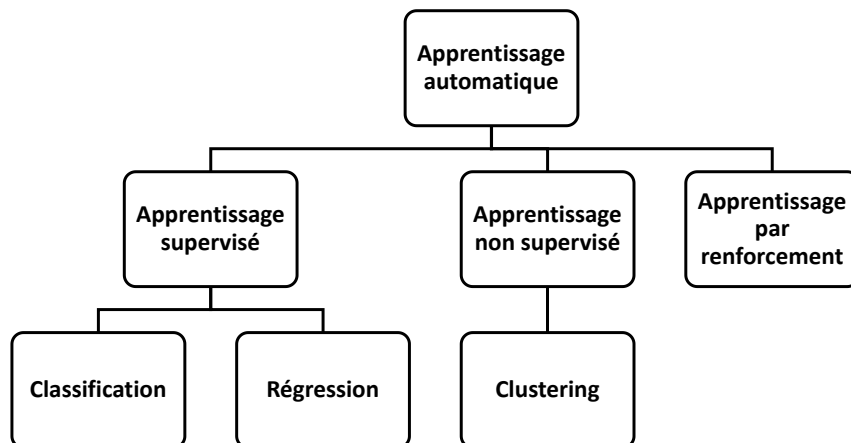 Apprentissage
automatique
Apprentissage
supervisé
Apprentissage
non supervisé
Apprentissage
par
renforcement
Classification
Régression
Clustering